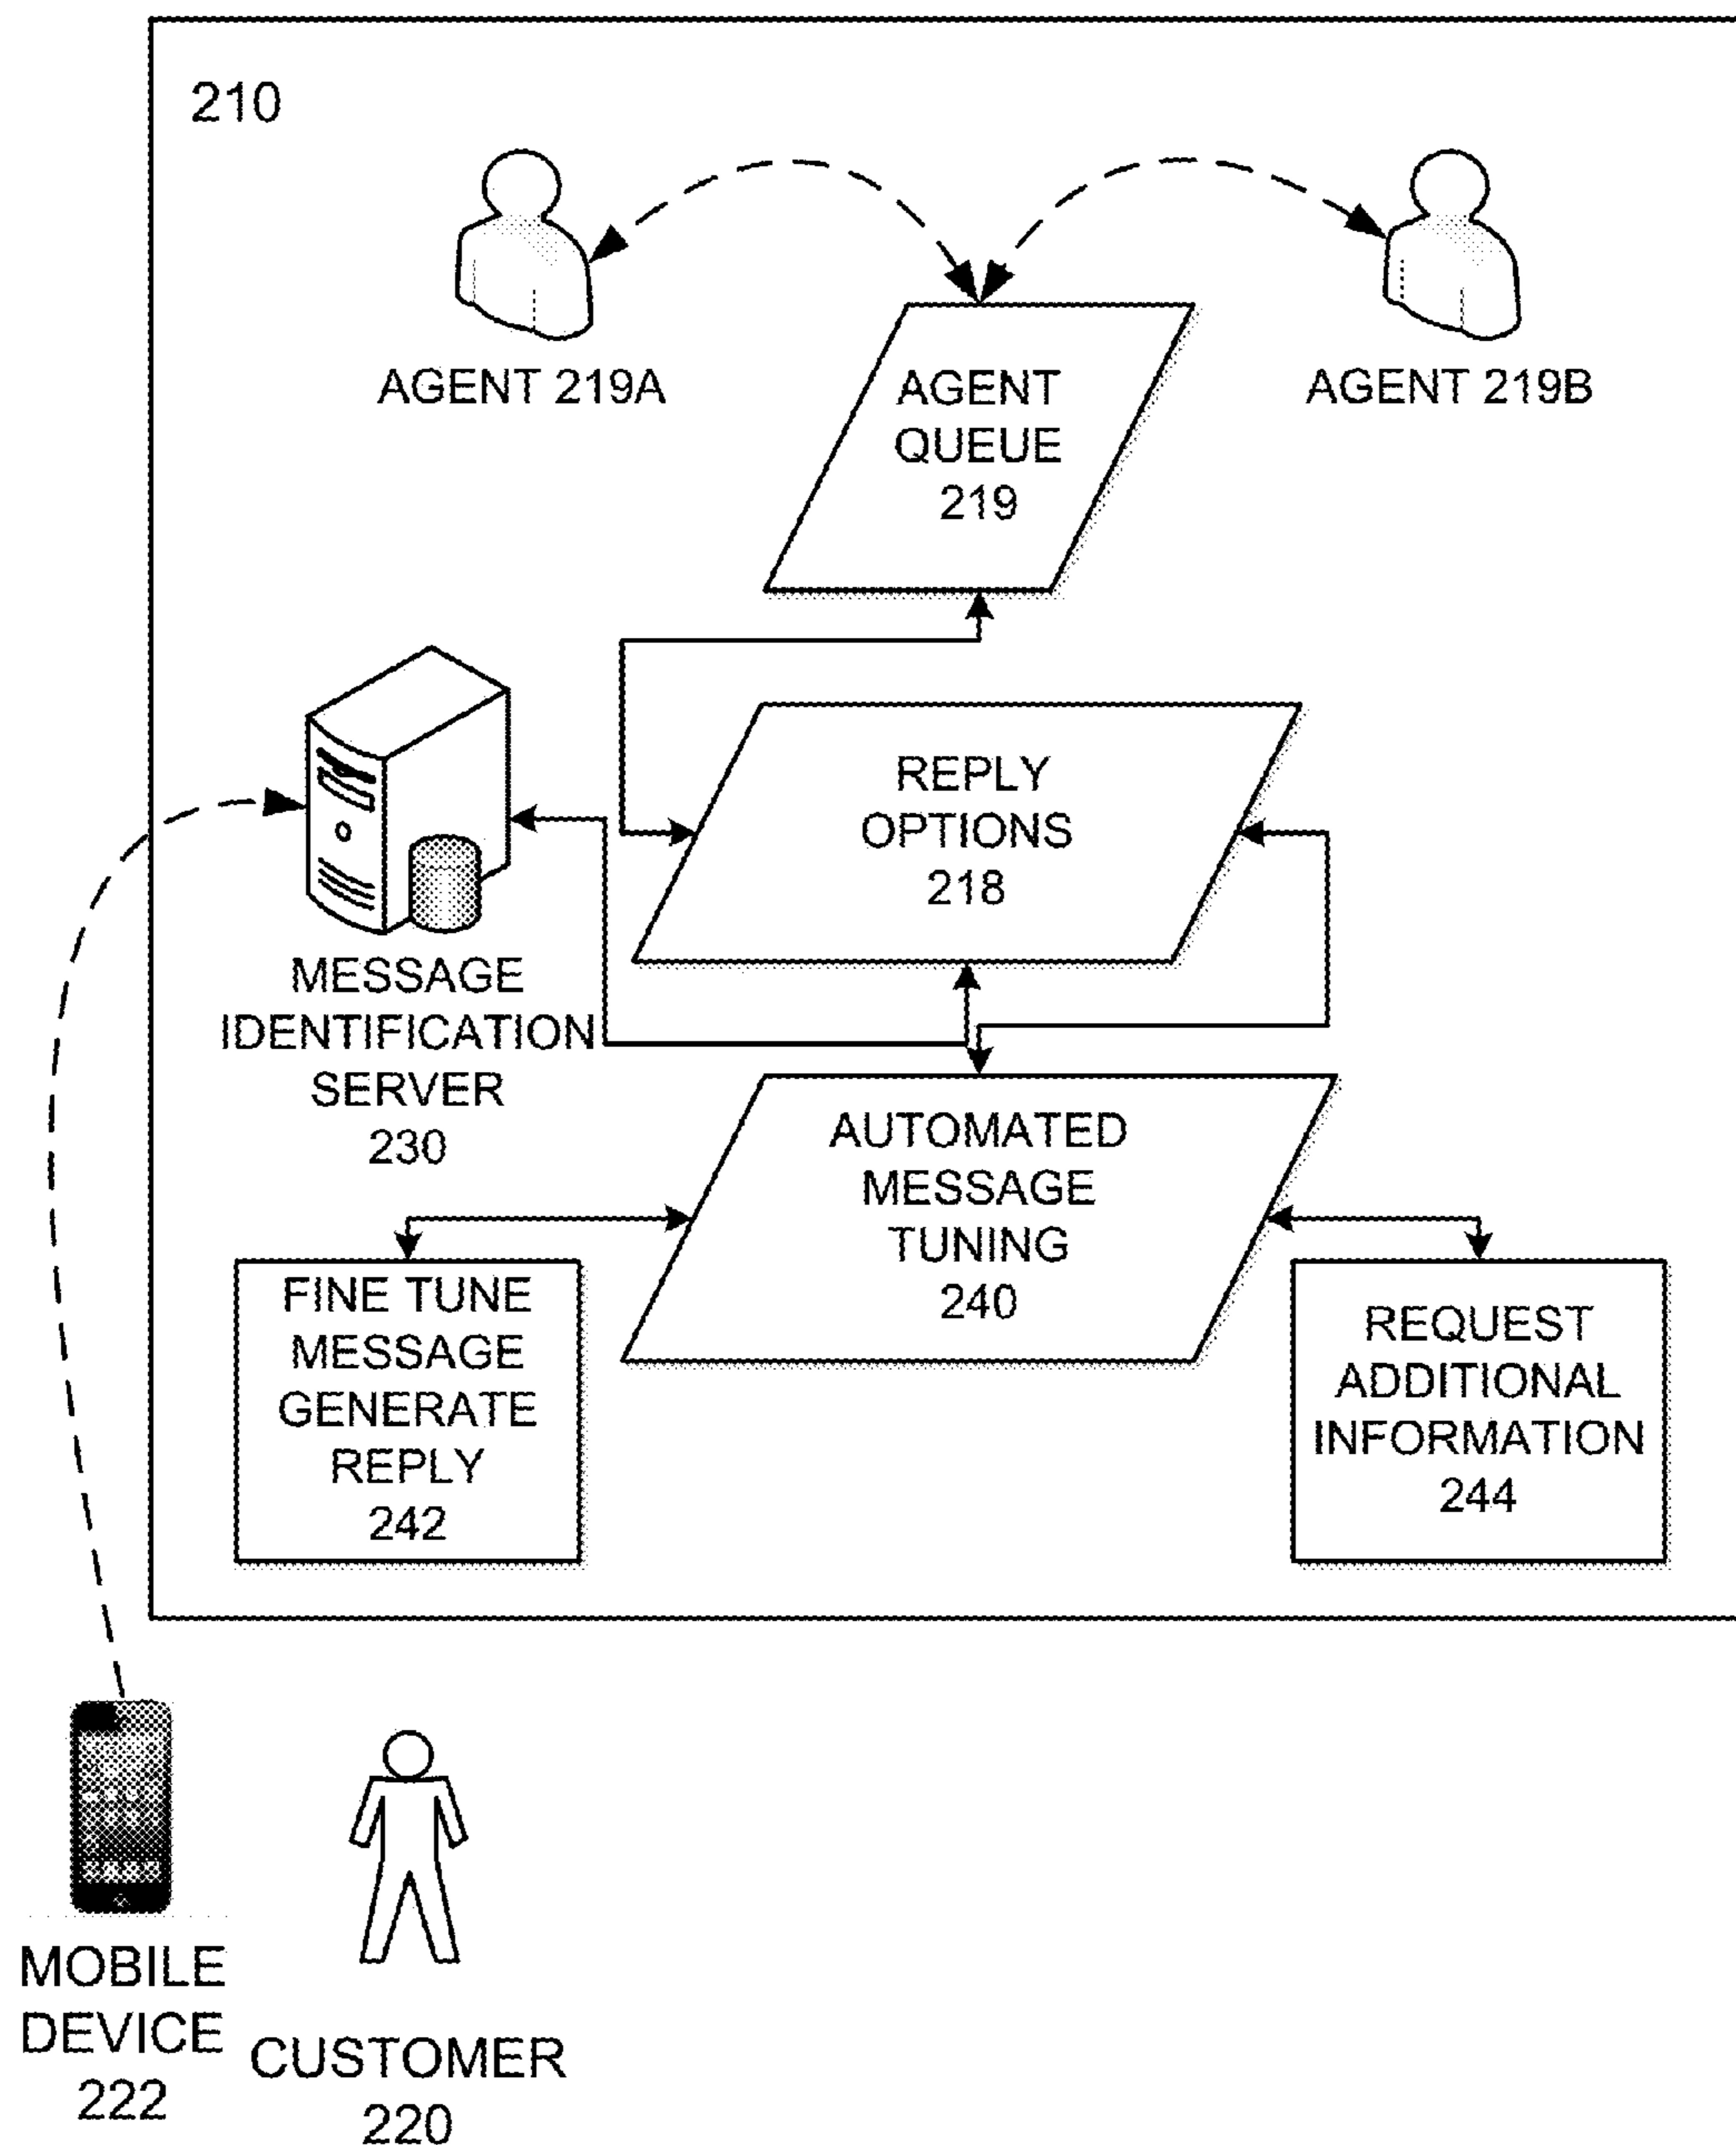 210
AGENT 219A
AGENT
QUEUE
219
AGENT 219B
REPLY
OPTIONS
218
MESSAGE
IDENTIFICATION
SERVER
230
AUTOMATED
MESSAGE
TUNING
240
FINE TUNE
MESSAGE
GENERATE
REPLY
242
REQUEST
ADDITIONAL
INFORMATION
244
MOBILE
DEVICE
222
CUSTOMER
220